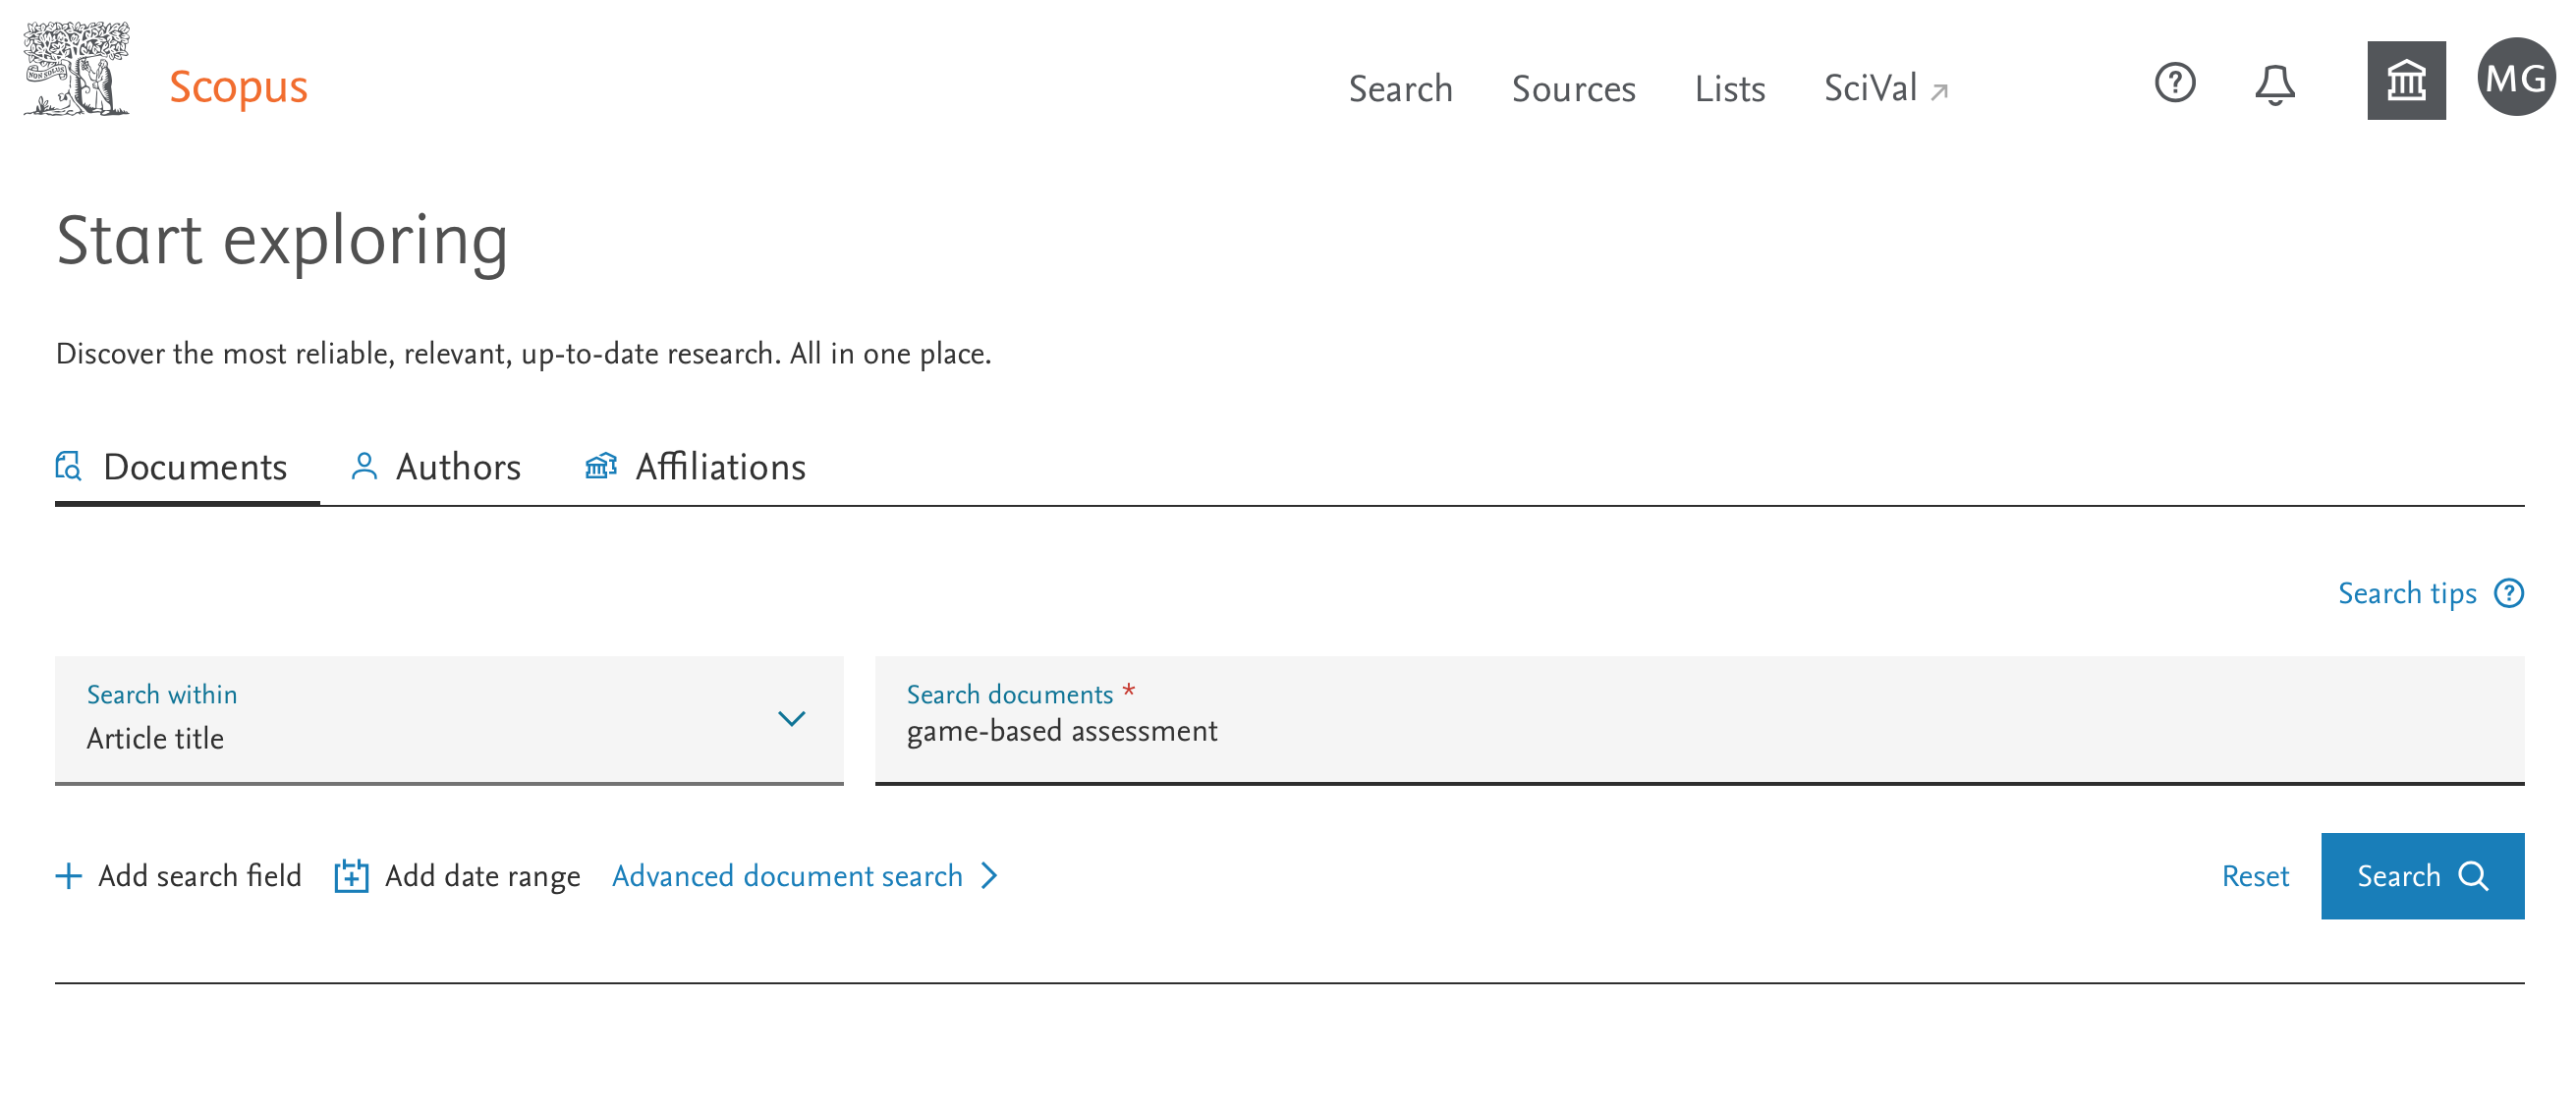 NON SOLUS
Scopus
Search Sources Lists SciVal
MG
Start exploring
Discover the most reliable, relevant, up-to-date research. All in one place.
Documents Authors Affiliations
Search tips
Search within
Article title
Search documents *
game-based assessment
Add search field Add date range Advanced document search
Reset Search